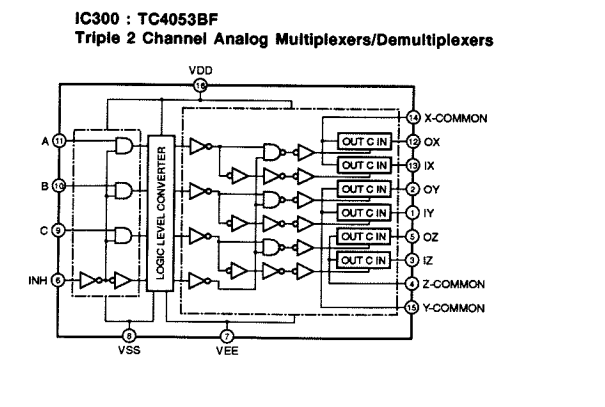 IC300 : TC4053BF
Triple 2 Channel Analog Multiplexers/Demultiplexers
VDD
16
14 X-COMMON
A 11
OUT C IN 12 OX
OUT C IN 13 IX
B 10
OUT C IN 2 OY
OUT C IN 1 IY
C 9
OUT C IN 5 OZ
OUT C IN 3 IZ
LOGIC LEVEL CONVERTER
INH 6
4 Z-COMMON
15 Y-COMMON
8
VSS
7
VEE